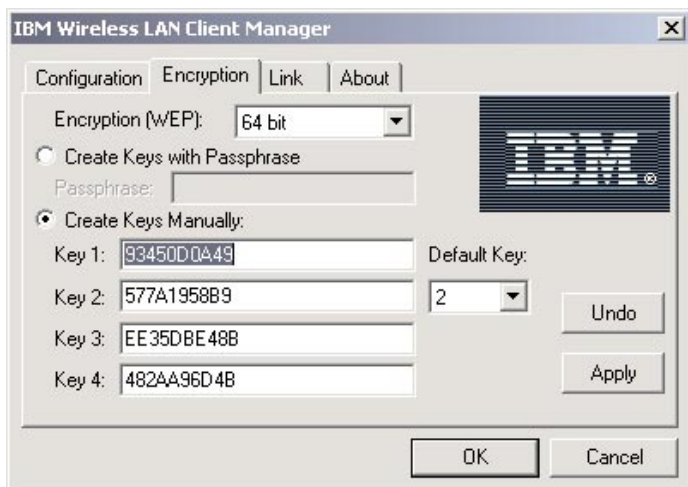 IBM Wireless LAN Client Manager
Configuration Encryption Link About
Encryption (WEP): 64 bit
IBM®
Create Keys with Passphrase
Passphrase:
Create Keys Manually:
Key 1: 93450D0A49
Default Key:
Key 2: 577A1958B9
2
Undo
Key 3: EE35DBE48B
Key 4: 482AA96D4B
Apply
OK Cancel